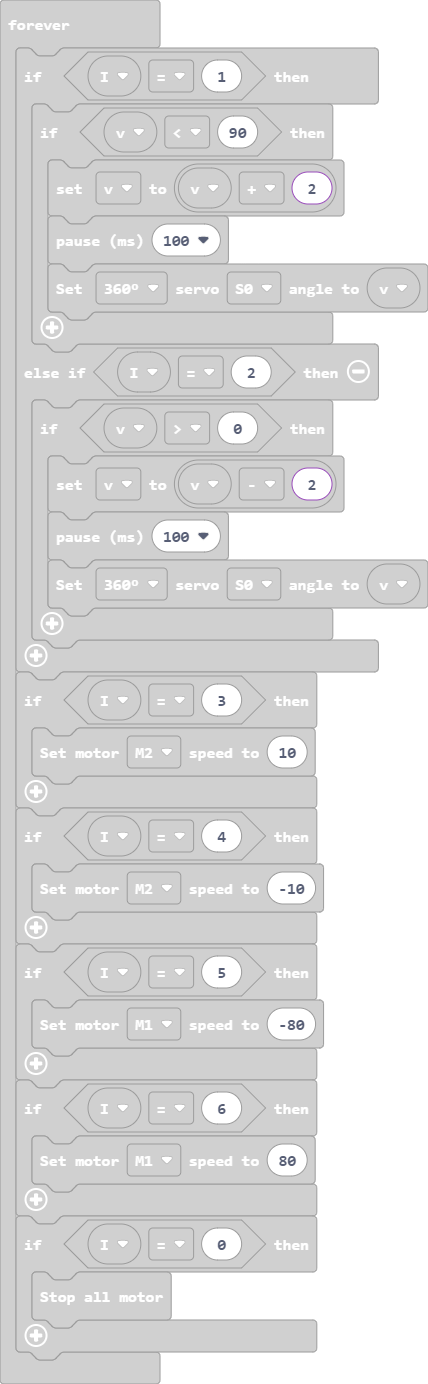 forever
if I = 1 then
if v < 90 then
set v to v + 2
pause (ms) 100
Set 360º servo S0 angle to v
else if I = 2 then
if v > 0 then
set v to v - 2
pause (ms) 100
Set 360º servo S0 angle to v
if I = 3 then
Set motor M2 speed to 10
if I = 4 then
Set motor M2 speed to -10
if I = 5 then
Set motor M1 speed to -80
if I = 6 then
Set motor M1 speed to 80
if I = 0 then
Stop all motor